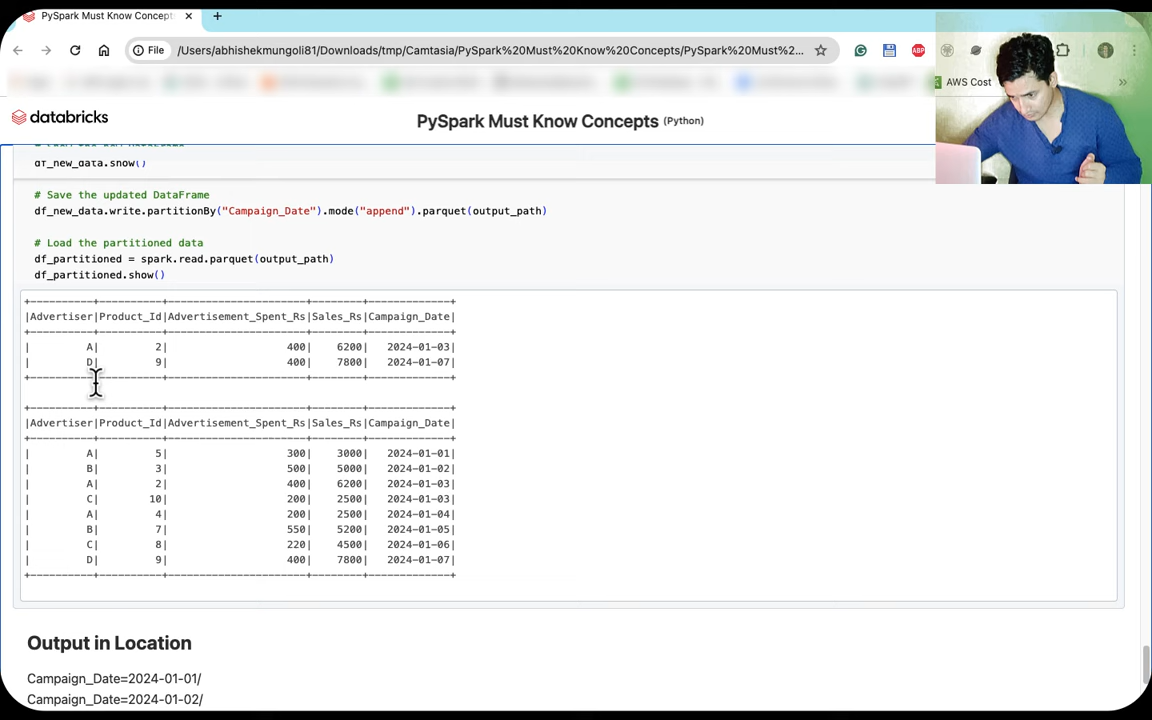 PySpark Must Know Concept
File
/Users/abhishekmungoli81/Downloads/tmp/Camtasia/PySpark%20Must%20Know%20Concepts/PySpark%20Must%2...
ABP
AWS Cost
databricks
PySpark Must Know Concepts (Python)
df_new_data.show()
# Save the updated DataFrame
df_new_data.write.partitionBy("Campaign_Date").mode("append").parquet(output_path)
# Load the partitioned data
df_partitioned = spark.read.parquet(output_path)
df_partitioned.show()
+----------+----------+----------------------+--------+-------------+
|Advertiser|Product_Id|Advertisement_Spent_Rs|Sales_Rs|Campaign_Date|
+----------+----------+----------------------+--------+-------------+
|         A|         2|                   400|    6200|   2024-01-03|
|         D|         9|                   400|    7800|   2024-01-07|
+----------+----------+----------------------+--------+-------------+
+----------+----------+----------------------+--------+-------------+
|Advertiser|Product_Id|Advertisement_Spent_Rs|Sales_Rs|Campaign_Date|
+----------+----------+----------------------+--------+-------------+
|         A|         5|                   300|    3000|   2024-01-01|
|         B|         3|                   500|    5000|   2024-01-02|
|         A|         2|                   400|    6200|   2024-01-03|
|         C|        10|                   200|    2500|   2024-01-03|
|         A|         4|                   200|    2500|   2024-01-04|
|         B|         7|                   550|    5200|   2024-01-05|
|         C|         8|                   220|    4500|   2024-01-06|
|         D|         9|                   400|    7800|   2024-01-07|
+----------+----------+----------------------+--------+-------------+
Output in Location
Campaign_Date=2024-01-01/
Campaign_Date=2024-01-02/